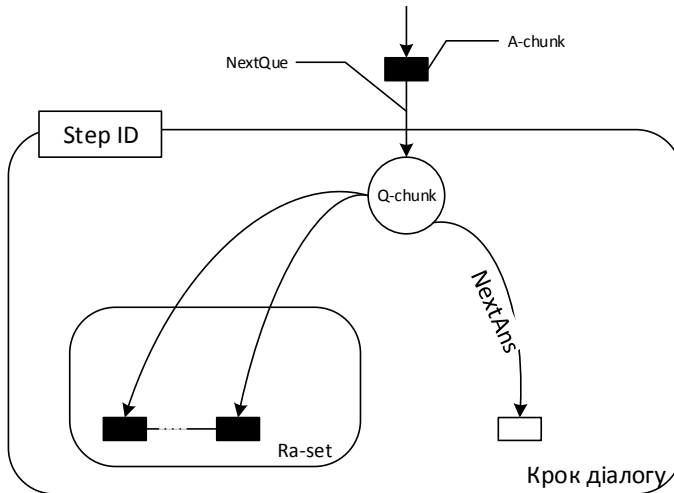 A-chunk
NextQue
Step ID
Q-chunk
NextAns
Ra-set
Крок діалогу